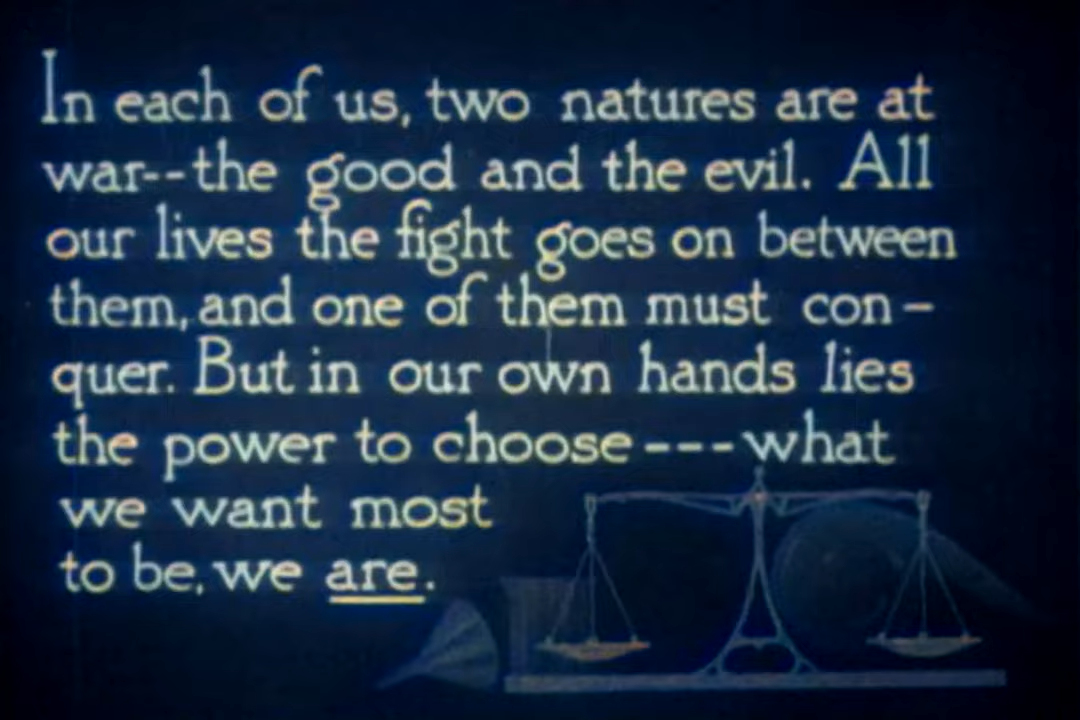 In each of us, two natures are at
war--the good and the evil. All
our lives the fight goes on between
them, and one of them must con-
quer. But in our own hands lies
the power to choose---what
we want most
to be, we are.